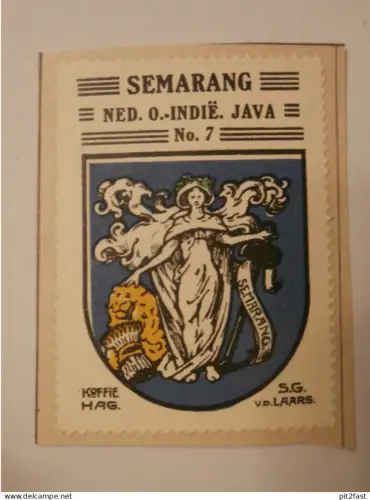 SEMARANG
NED. O.-INDIË. JAVA
No. 7
SEMARANG.
KOFFIE
HAG.
S.G.
V.D. LAARS.
www.delcampe.net
pit2fast